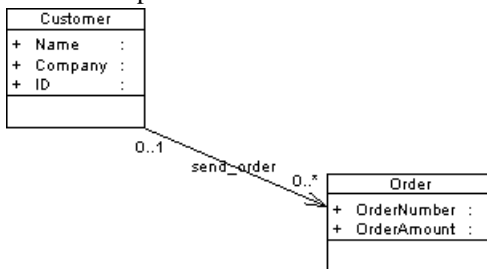 Customer
+ Name :
+ Company :
+ ID :
0..1
send_order
0..*
Order
+ OrderNumber :
+ OrderAmount :